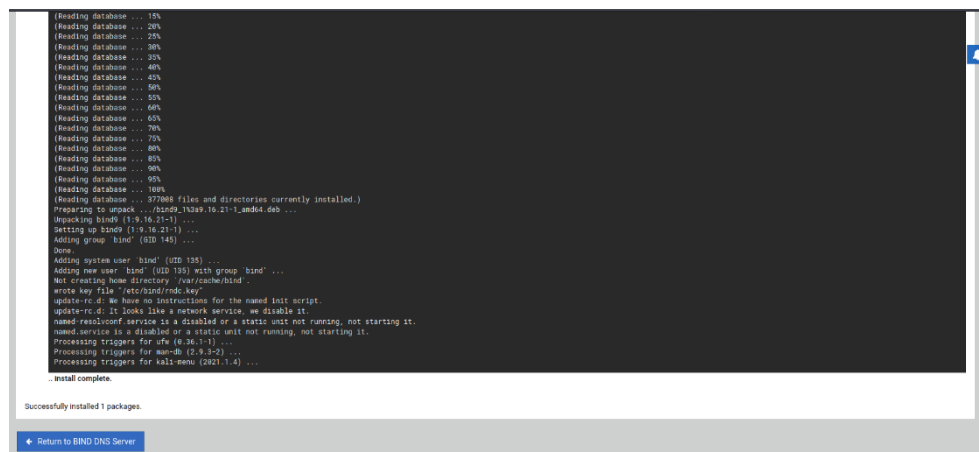 (Reading database ... 15%
(Reading database ... 20%
(Reading database ... 25%
(Reading database ... 30%
(Reading database ... 35%
(Reading database ... 40%
(Reading database ... 45%
(Reading database ... 50%
(Reading database ... 55%
(Reading database ... 60%
(Reading database ... 65%
(Reading database ... 70%
(Reading database ... 75%
(Reading database ... 80%
(Reading database ... 85%
(Reading database ... 90%
(Reading database ... 95%
(Reading database ... 100%
(Reading database ... 377008 files and directories currently installed.)
Preparing to unpack .../bind9_1%3a9.16.21-1_amd64.deb ...
Unpacking bind9 (1:9.16.21-1) ...
Setting up bind9 (1:9.16.21-1) ...
Adding group `bind' (GID 145) ...
Done.
Adding system user `bind' (UID 135) ...
Adding new user `bind' (UID 135) with group `bind' ...
Not creating home directory `/var/cache/bind'.
wrote key file "/etc/bind/rndc.key"
update-rc.d: We have no instructions for the named init script.
update-rc.d: It looks like a network service, we disable it.
named-resolvconf.service is a disabled or a static unit not running, not starting it.
named.service is a disabled or a static unit not running, not starting it.
Processing triggers for ufw (0.36.1-1) ...
Processing triggers for man-db (2.9.3-2) ...
Processing triggers for kali-menu (2021.1.4) ...
.. install complete.
Successfully installed 1 packages.
Return to BIND DNS Server